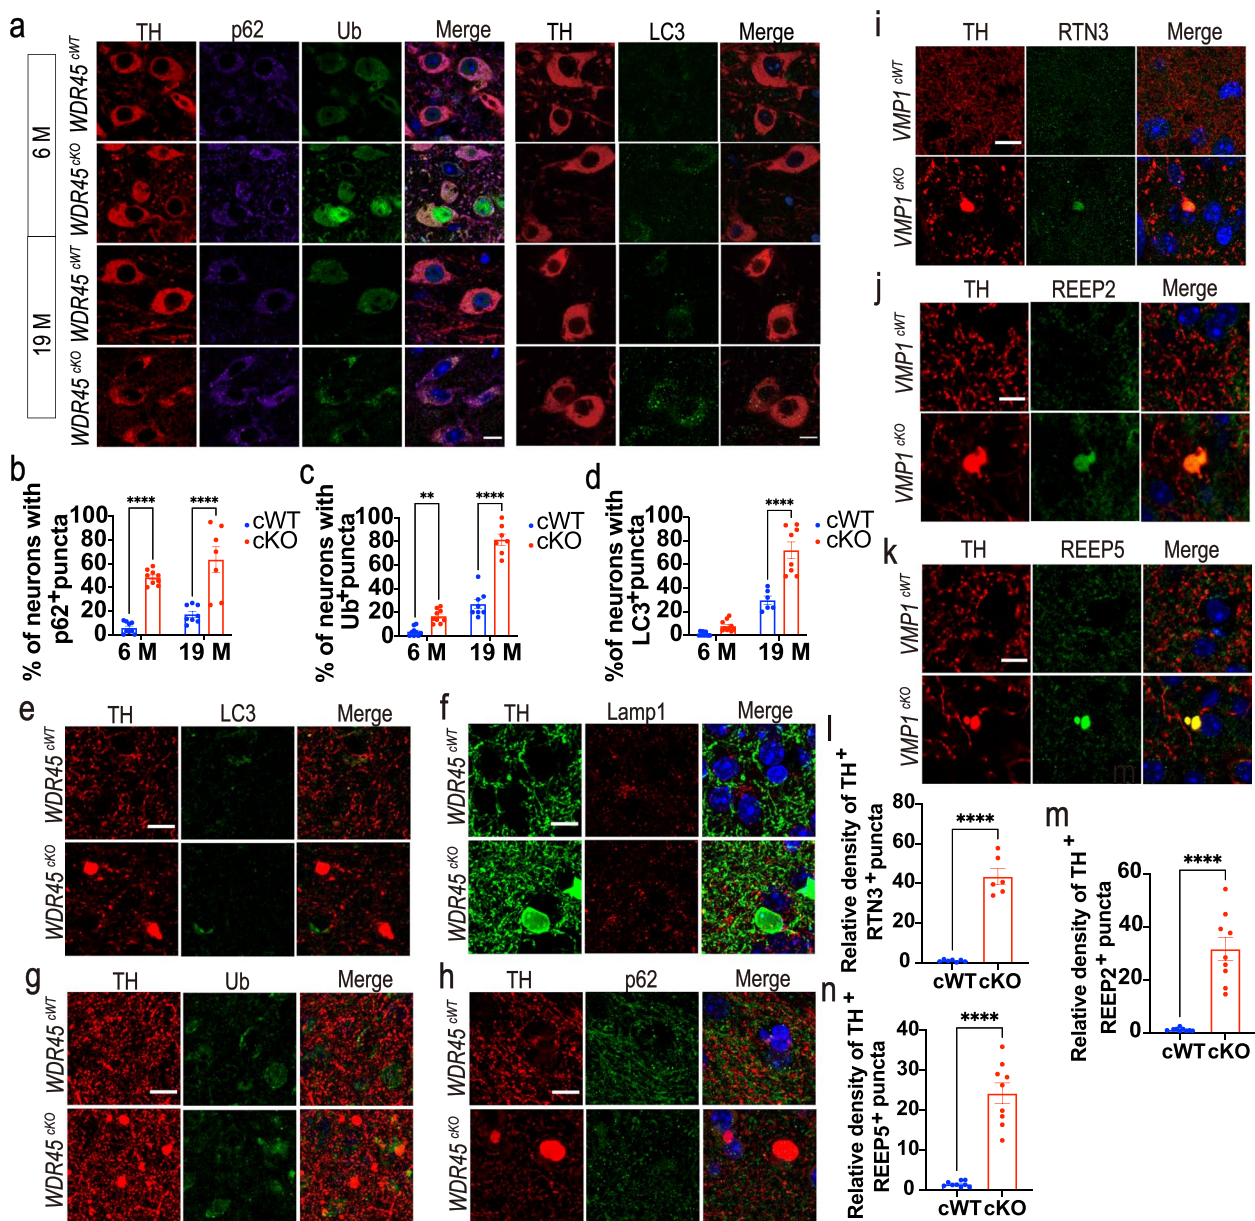 a
TH p62 Ub Merge TH LC3 Merge
6 M
WDR45 cWT
WDR45 cKO
19 M
WDR45 cWT
WDR45 cKO
b
% of neurons with
p62+puncta
100
80
60
40
20
0
**** ****
6 M 19 M
cWT
cKO
c
% of neurons with
Ub+puncta
100
80
60
40
20
0
** ****
6 M 19 M
cWT
cKO
d
%of neurons with
LC3+puncta
100
80
60
40
20
0
****
6 M 19 M
cWT
cKO
e
TH LC3 Merge
WDR45 cWT
WDR45 cKO
f
TH Lamp1 Merge
WDR45 cWT
WDR45 cKO
g
TH Ub Merge
WDR45 cWT
WDR45 cKO
h
TH p62 Merge
WDR45 cWT
WDR45 cKO
i
TH RTN3 Merge
VMP1 cWT
VMP1 cKO
j
TH REEP2 Merge
VMP1 cWT
VMP1 cKO
k
TH REEP5 Merge
VMP1 cWT
VMP1 cKO
m
l
Relative density of TH+
RTN3+puncta
80
60
40
20
0
****
cWT cKO
m
Relative density of TH+
REEP2+ puncta
60
40
20
0
****
cWT cKO
n
Relative density of TH+
REEP5+ puncta
40
30
20
10
0
****
cWT cKO